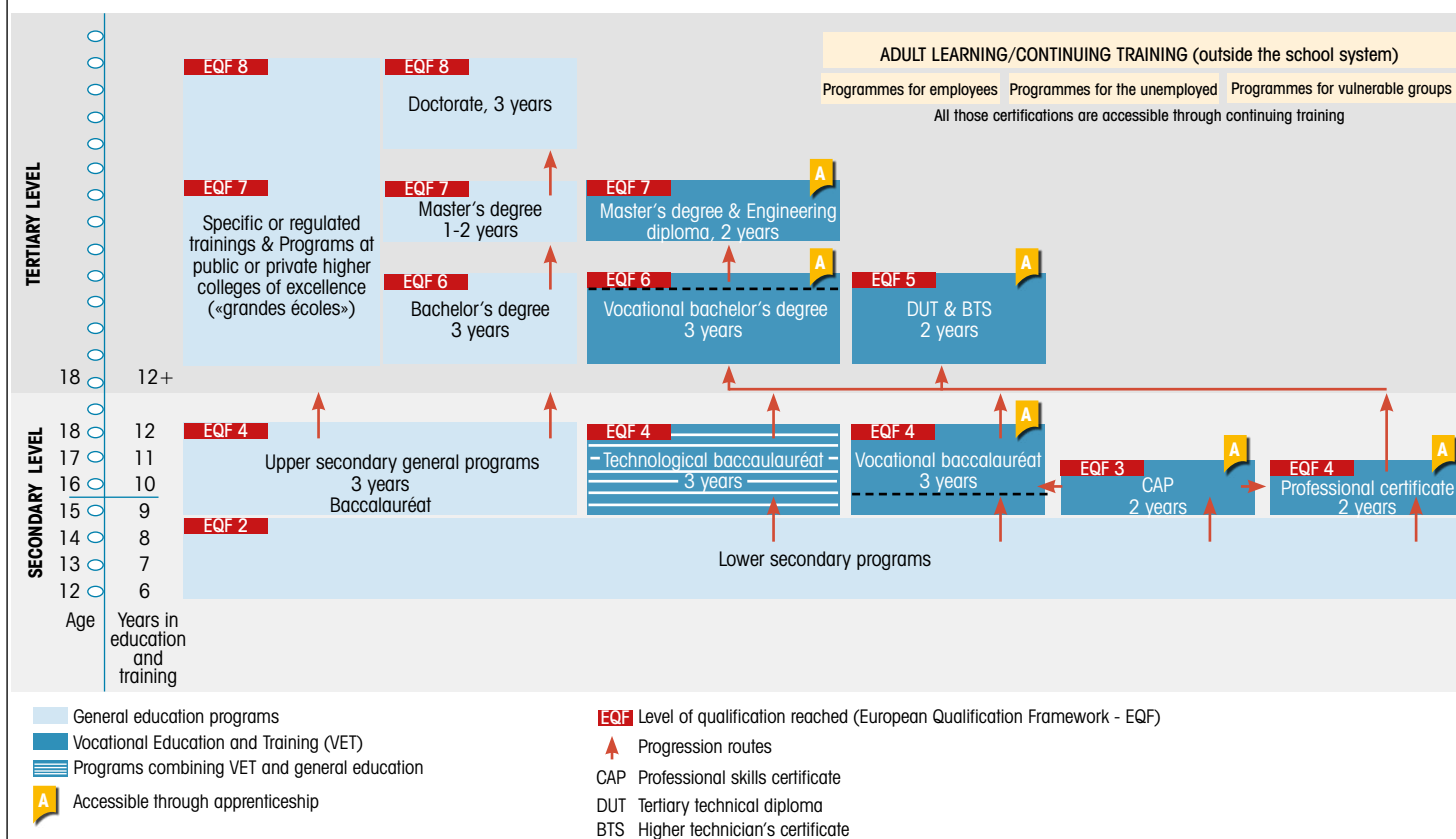 ADULT LEARNING/CONTINUING TRAINING (outside the school system)
Programmes for employees
Programmes for the unemployed
Programmes for vulnerable groups
All those certifications are accessible through continuing training
TERTIARY LEVEL
EQF 8
EQF 8
Doctorate, 3 years
EQF 7
Specific or regulated
trainings & Programs at
public or private higher
colleges of excellence
(«grandes écoles»)
EQF 7
Master's degree
1-2 years
EQF 7
A
Master's degree & Engineering
diploma, 2 years
EQF 6
Bachelor's degree
3 years
EQF 6
A
Vocational bachelor's degree
3 years
EQF 5
A
DUT & BTS
2 years
18 12+
SECONDARY LEVEL
18 12
17 11
16 10
15 9
14 8
13 7
12 6
Age
Years in
education
and
training
EQF 4
Upper secondary general programs
3 years
Baccalauréat
EQF 4
Technological baccaulauréat
3 years
EQF 4
A
Vocational baccalauréat
3 years
EQF 3
A
CAP
2 years
EQF 4
A
Professional certificate
2 years
EQF 2
Lower secondary programs
General education programs
Vocational Education and Training (VET)
Programs combining VET and general education
A Accessible through apprenticeship
EQF Level of qualification reached (European Qualification Framework - EQF)
Progression routes
CAP Professional skills certificate
DUT Tertiary technical diploma
BTS Higher technician's certificate